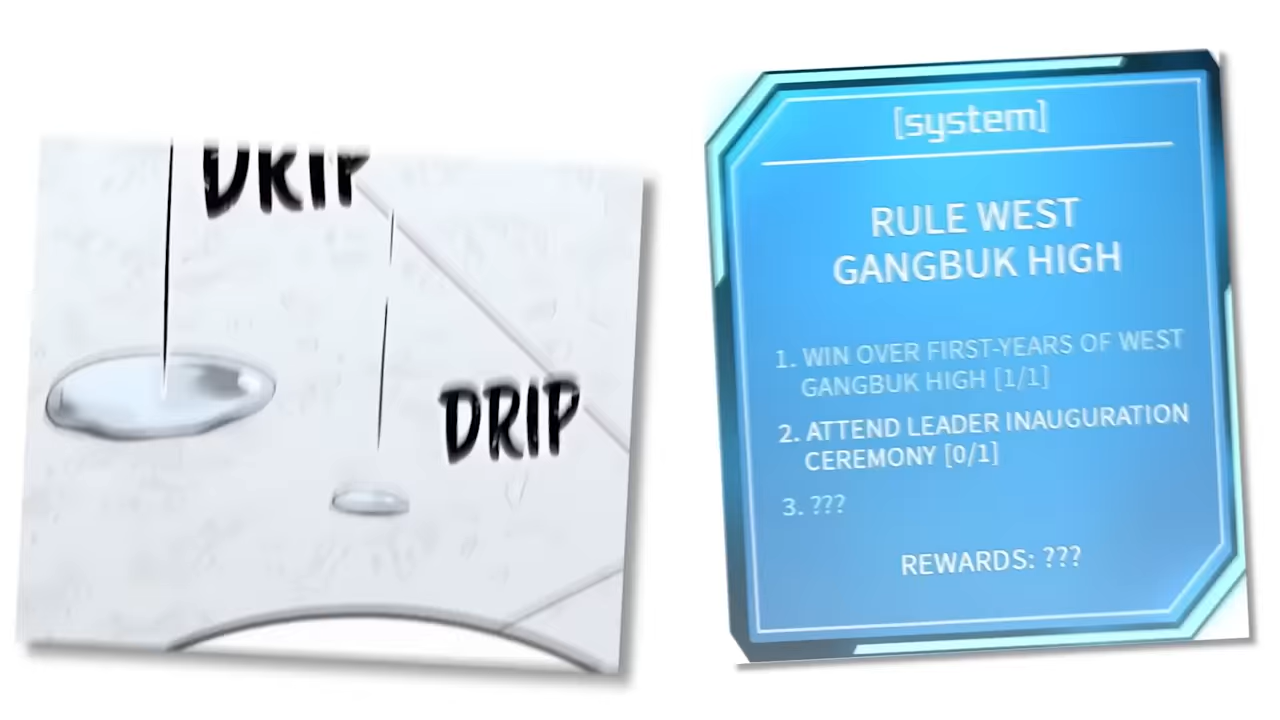 DRIP
DRIP
[system]
RULE WEST
GANGBUK HIGH
1. WIN OVER FIRST-YEARS OF WEST
GANGBUK HIGH [1/1]
2. ATTEND LEADER INAUGURATION
CEREMONY [0/1]
3. ???
REWARDS: ???